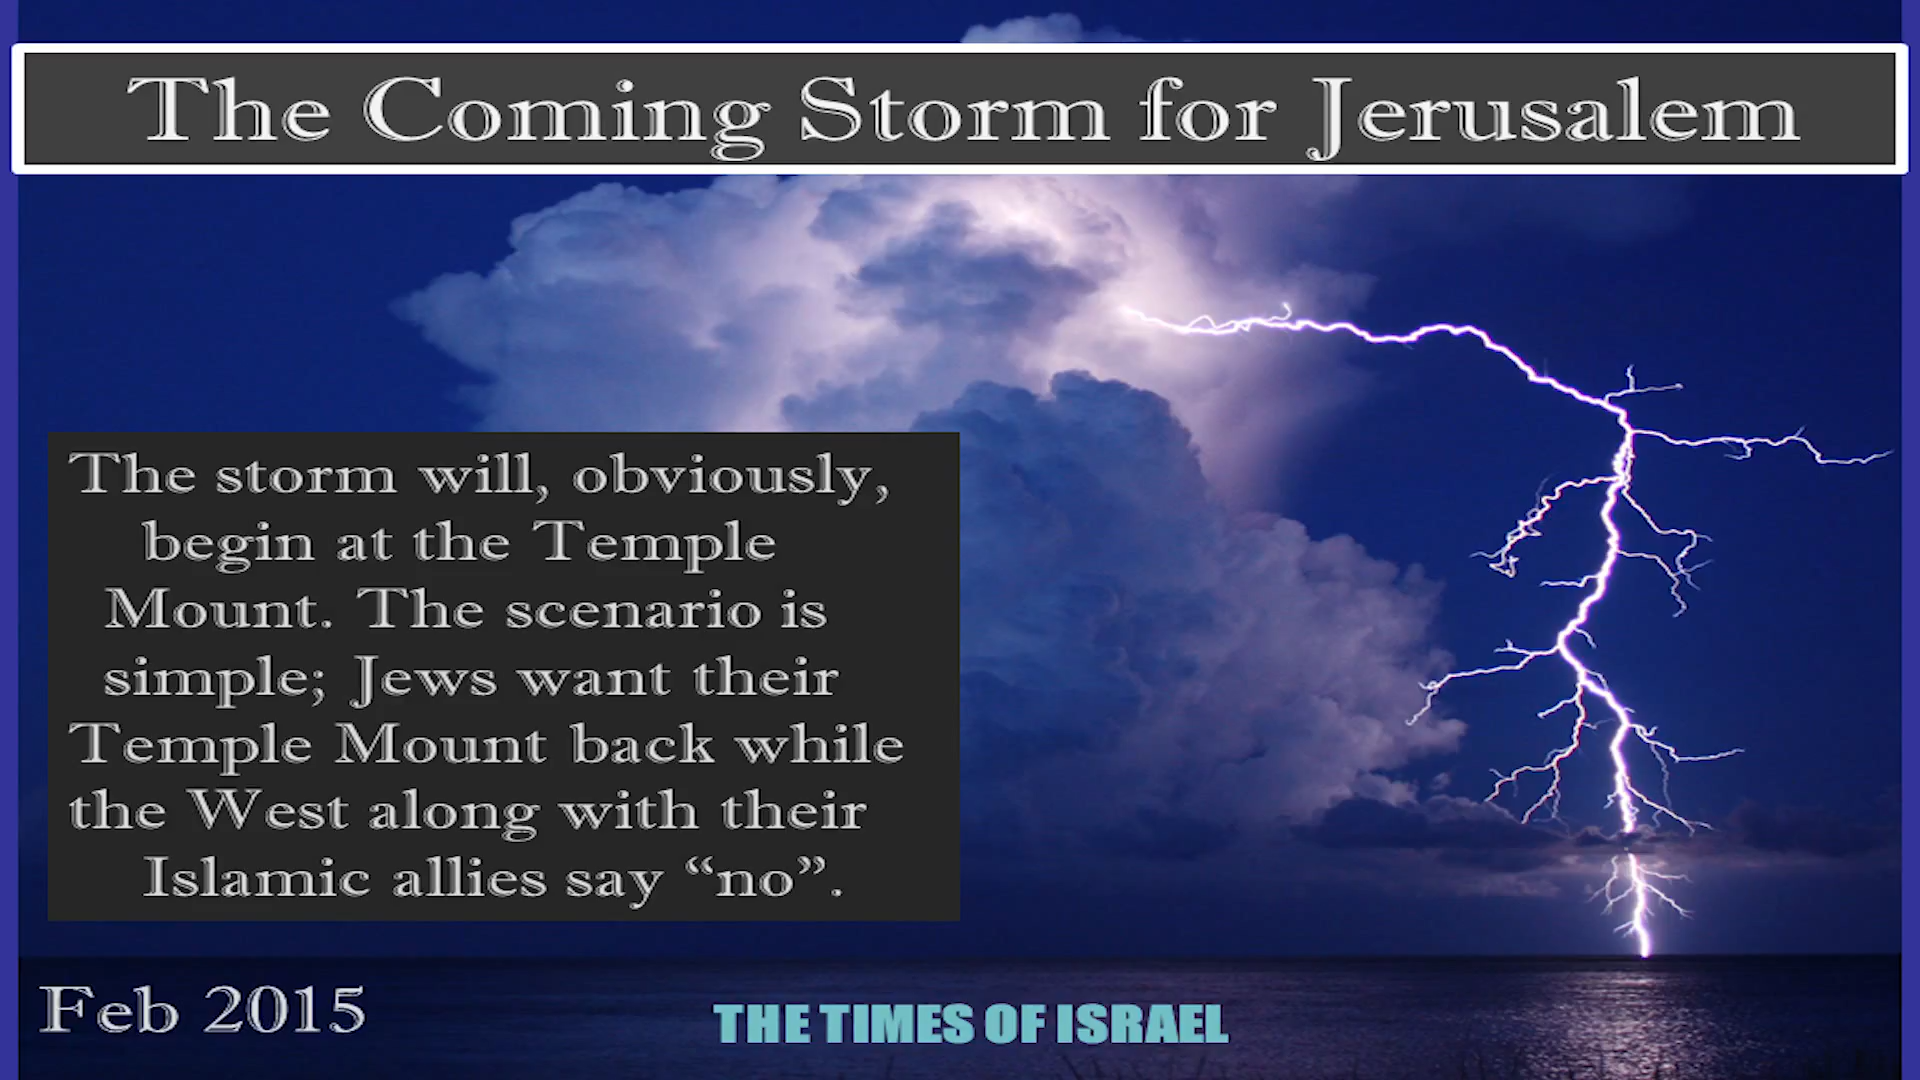 The Coming Storm for Jerusalem
The storm will, obviously,
begin at the Temple
Mount. The scenario is
simple; Jews want their
Temple Mount back while
the West along with their
Islamic allies say “no”.
Feb 2015
THE TIMES OF ISRAEL